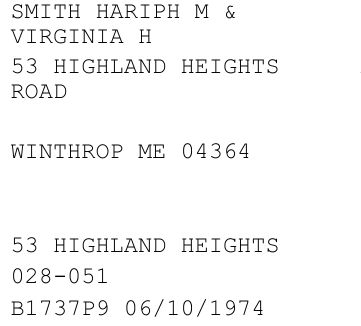 SMITH HARIPH M &
VIRGINIA H
53 HIGHLAND HEIGHTS
ROAD
WINTHROP ME 04364
53 HIGHLAND HEIGHTS
028-051
B1737P9 06/10/1974